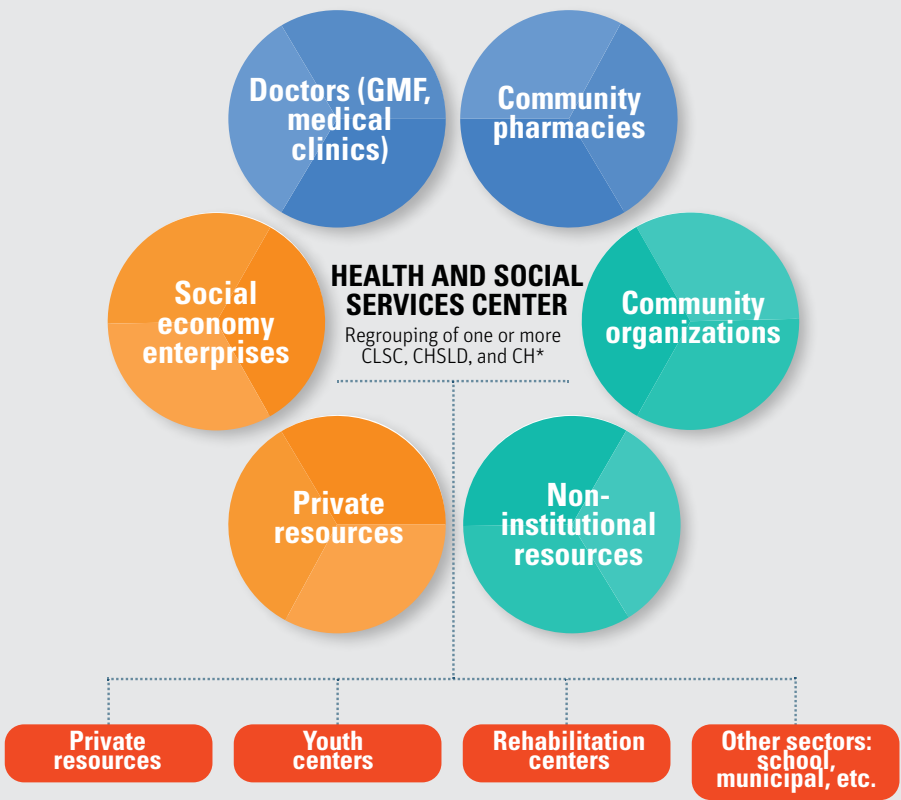 Doctors (GMF,
medical
clinics)
Community
pharmacies
Social
economy
enterprises
HEALTH AND SOCIAL
SERVICES CENTER
Regrouping of one or more
CLSC, CHSLD, and CH*
Community
organizations
Private
resources
Non-
institutional
resources
Private
resources
Youth
centers
Rehabilitation
centers
Other sectors:
school,
municipal, etc.